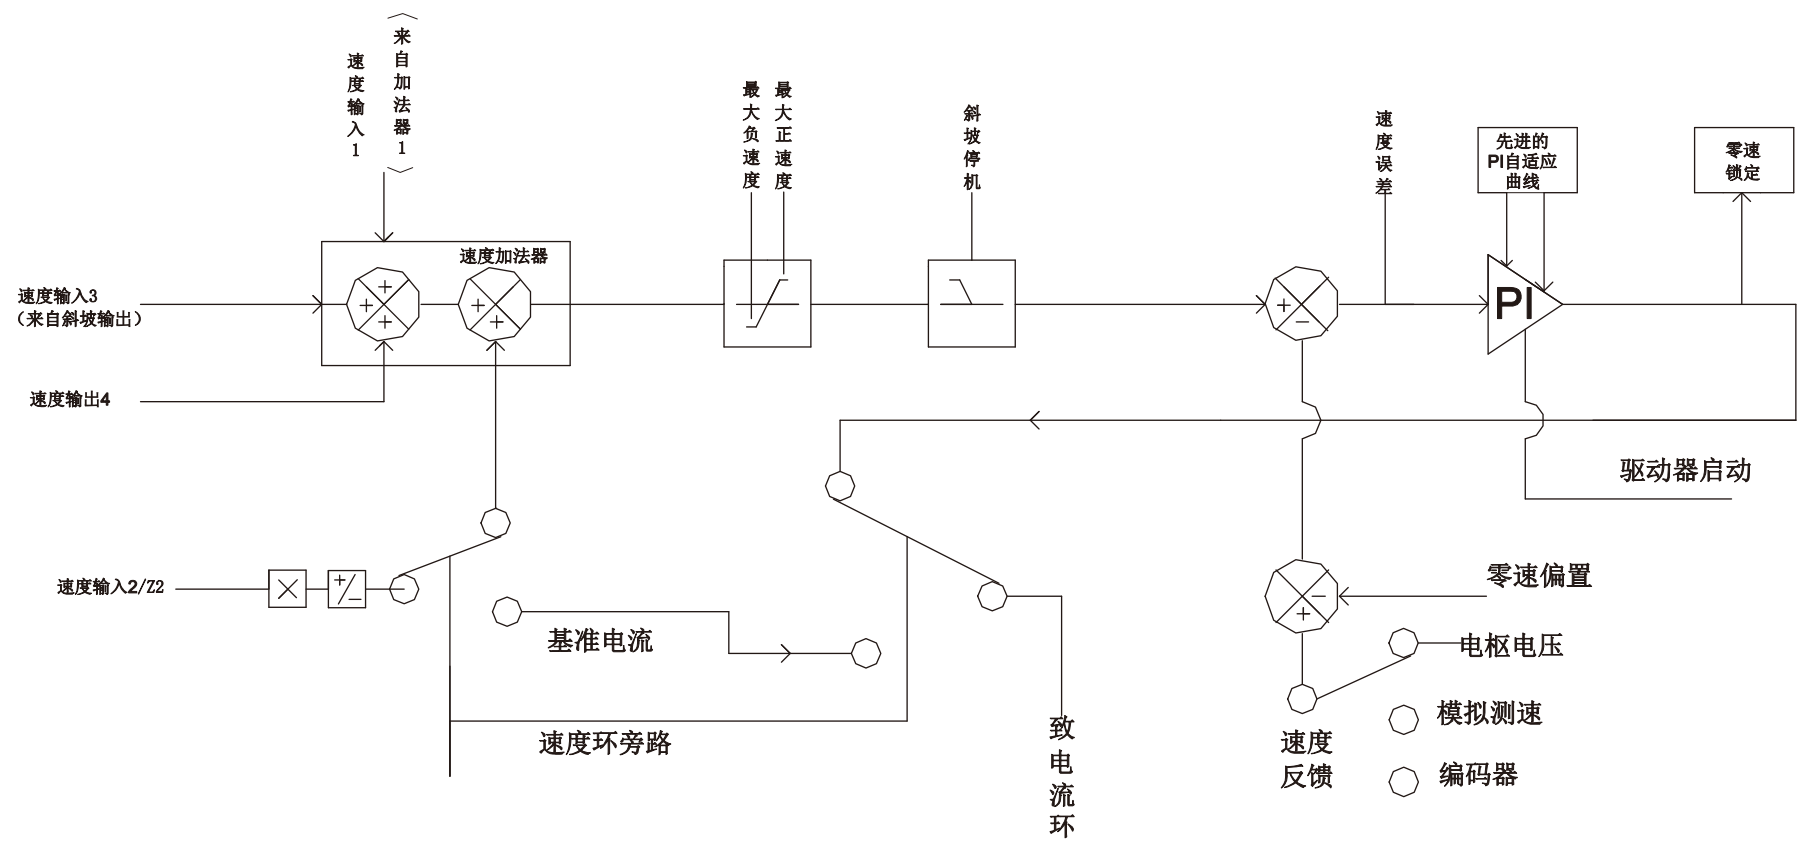 速度输入1
（来自加法器1）
最大负速度
最大正速度
斜坡停机
速度误差
先进的
PI自适应
曲线
零速
锁定
速度加法器
速度输入3
（来自斜坡输出）
+
+
+
+
+
-
PI
速度输出4
驱动器启动
速度输入2/Z2
×
+/-
基准电流
速度环旁路
致电流环
零速偏置
-
+
电枢电压
模拟测速
速度
反馈
编码器